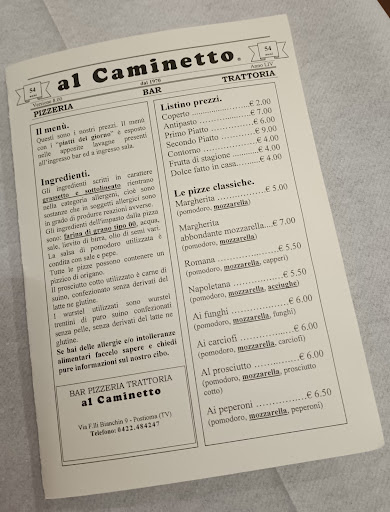 al Caminetto®
54
54
dal 1970
Anno LIV
PIZZERIA
BAR
TRATTORIA
Il menù.
Questi sono i nostri prezzi. Il menù
con i "piatti del giorno" è esposto
nelle apposite lavagne presenti
all'ingresso bar ed a ingresso sala.
Ingredienti.
Gli ingredienti scritti in carattere
grassetto e sottolineato rientrano
nella categoria allergeni, cioè sono
sostanze che in soggetti allergici sono
in grado di produrre reazioni avverse.
Gli ingredienti dell'impasto dalla pizza
sono: farina di grano tipo 00, acqua,
sale, lievito di birra, olio di semi vari.
La salsa di pomodoro utilizzata è
condita con sale e pepe.
Tutte le pizze possono contenere un
pizzico di origano.
Il prosciutto cotto utilizzato è carne di
suino, confezionato senza derivati del
latte ne glutine.
I wurstel utilizzati sono wurstel
trentini di puro suino confezionati
senza pelle, senza derivati del latte ne
glutine.
Se hai delle allergie e/o intolleranze
alimentari faccelo sapere e chiedi
pure informazioni sul nostro cibo.
BAR PIZZERIA TRATTORIA
al Caminetto
Via F.lli Bianchin 9 - Postioma (TV)
Telefono: 0422.484247
Listino prezzi.
Coperto ........................€ 2.00
Antipasto ......................€ 7.00
Primo Piatto ..................€ 6.00
Secondo Piatto ..............€ 9.00
Contorno ......................€ 4.00
Frutta di stagione ..........€ 4.00
Dolce fatto in casa.........€ 4.00
Le pizze classiche.
Margherita ....................€ 5.00
(pomodoro, mozzarella)
Margherita
abbondante mozzarella....€ 7.00
(pomodoro, mozzarella)
Romana ........................€ 5.50
(pomodoro, mozzarella, capperi)
Napoletana ....................€ 5.50
(pomodoro, mozzarella, acciughe)
Ai funghi ......................€ 6.00
(pomodoro, mozzarella, funghi)
Ai carciofi ....................€ 6.00
(pomodoro, mozzarella, carciofi)
Al prosciutto .................€ 6.00
(pomodoro, mozzarella, prosciutto
cotto)
Ai peperoni ...................€ 6.50
(pomodoro, mozzarella, peperoni)